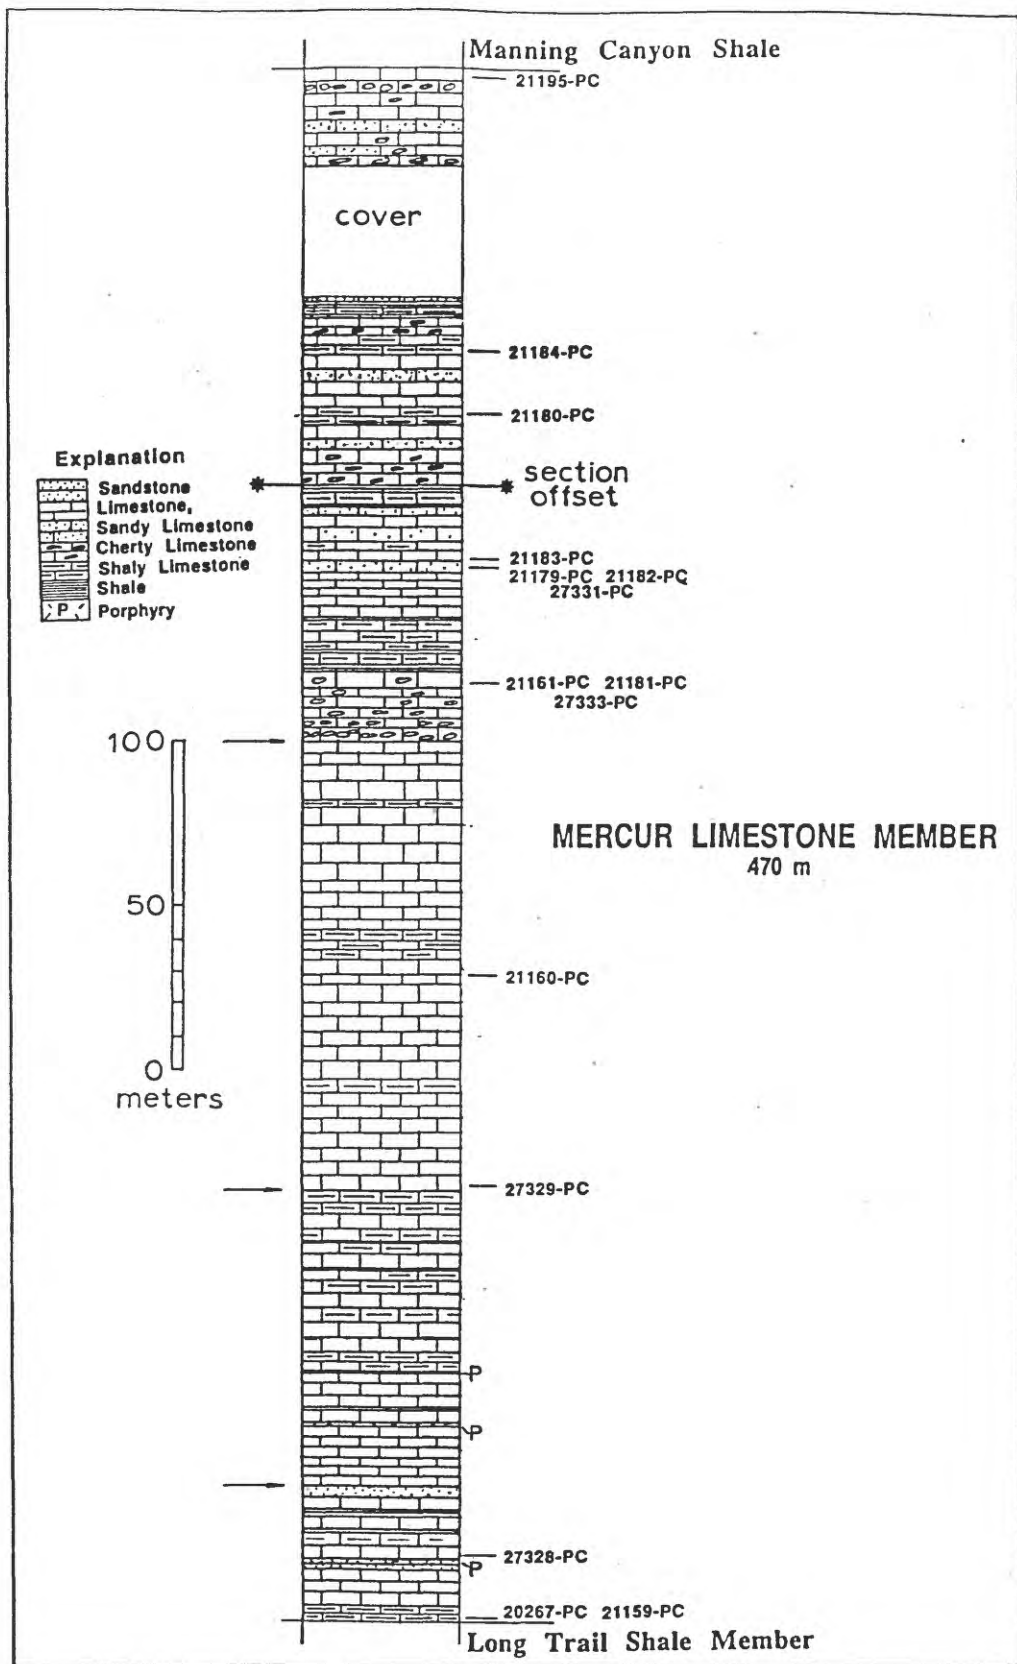 Manning Canyon Shale
21195-PC
cover
21184-PC
21180-PC
section
offset
Explanation
Sandstone
Limestone,
Sandy Limestone
Cherty Limestone
Shaly Limestone
Shale
P Porphyry
21183-PC
21179-PC 21182-PC
27331-PC
21161-PC 21181-PC
27333-PC
100
50
0
meters
MERCUR LIMESTONE MEMBER
470 m
21160-PC
27329-PC
P
P
27328-PC
P
20267-PC 21159-PC
Long Trail Shale Member